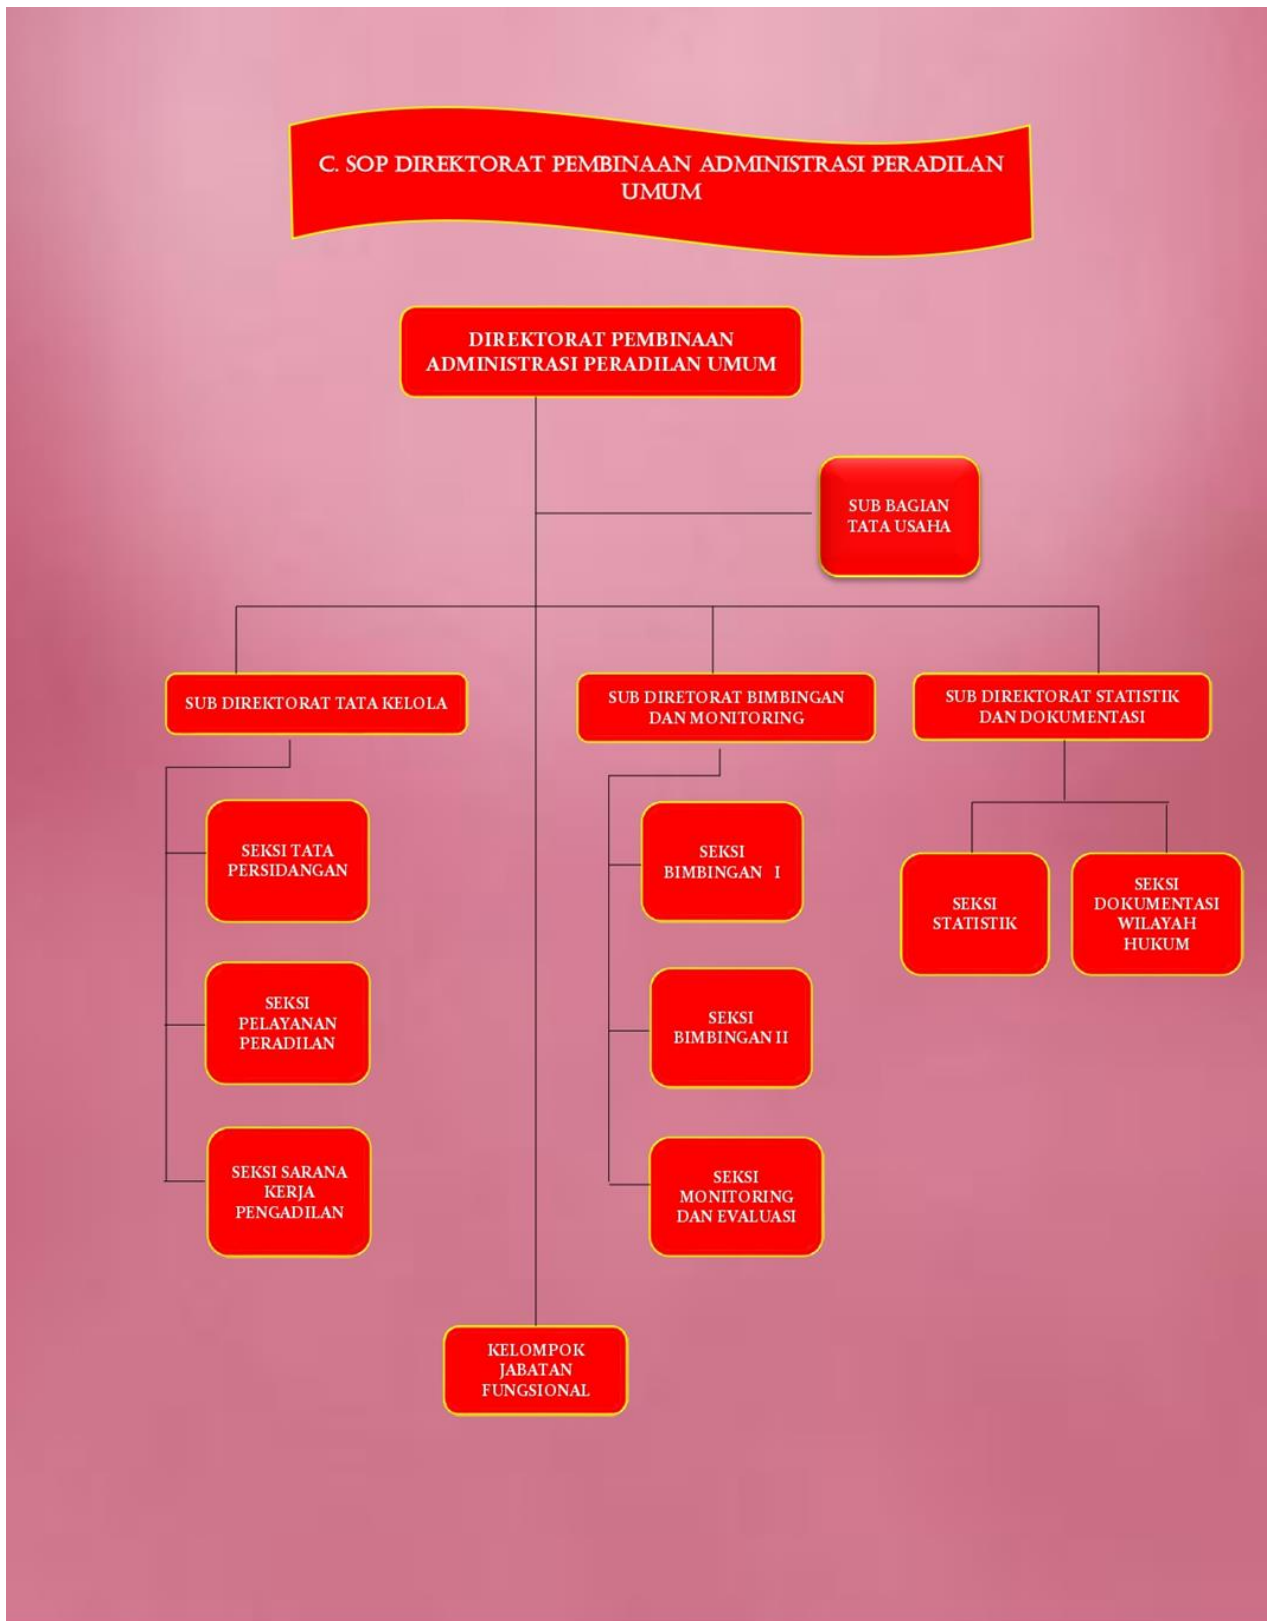 C. SOP DIREKTORAT PEMBINAAN ADMINISTRASI PERADILAN
UMUM
DIREKTORAT PEMBINAAN
ADMINISTRASI PERADILAN UMUM
SUB BAGIAN
TATA USAHA
SUB DIREKTORAT TATA KELOLA
SUB DIRETORAT BIMBINGAN
DAN MONITORING
SUB DIREKTORAT STATISTIK
DAN DOKUMENTASI
SEKSI TATA
PERSIDANGAN
SEKSI
PELAYANAN
PERADILAN
SEKSI SARANA
KERJA
PENGADILAN
SEKSI
BIMBINGAN I
SEKSI
BIMBINGAN II
SEKSI
MONITORING
DAN EVALUASI
SEKSI
STATISTIK
SEKSI
DOKUMENTASI
WILAYAH
HUKUM
KELOMPOK
JABATAN
FUNGSIONAL